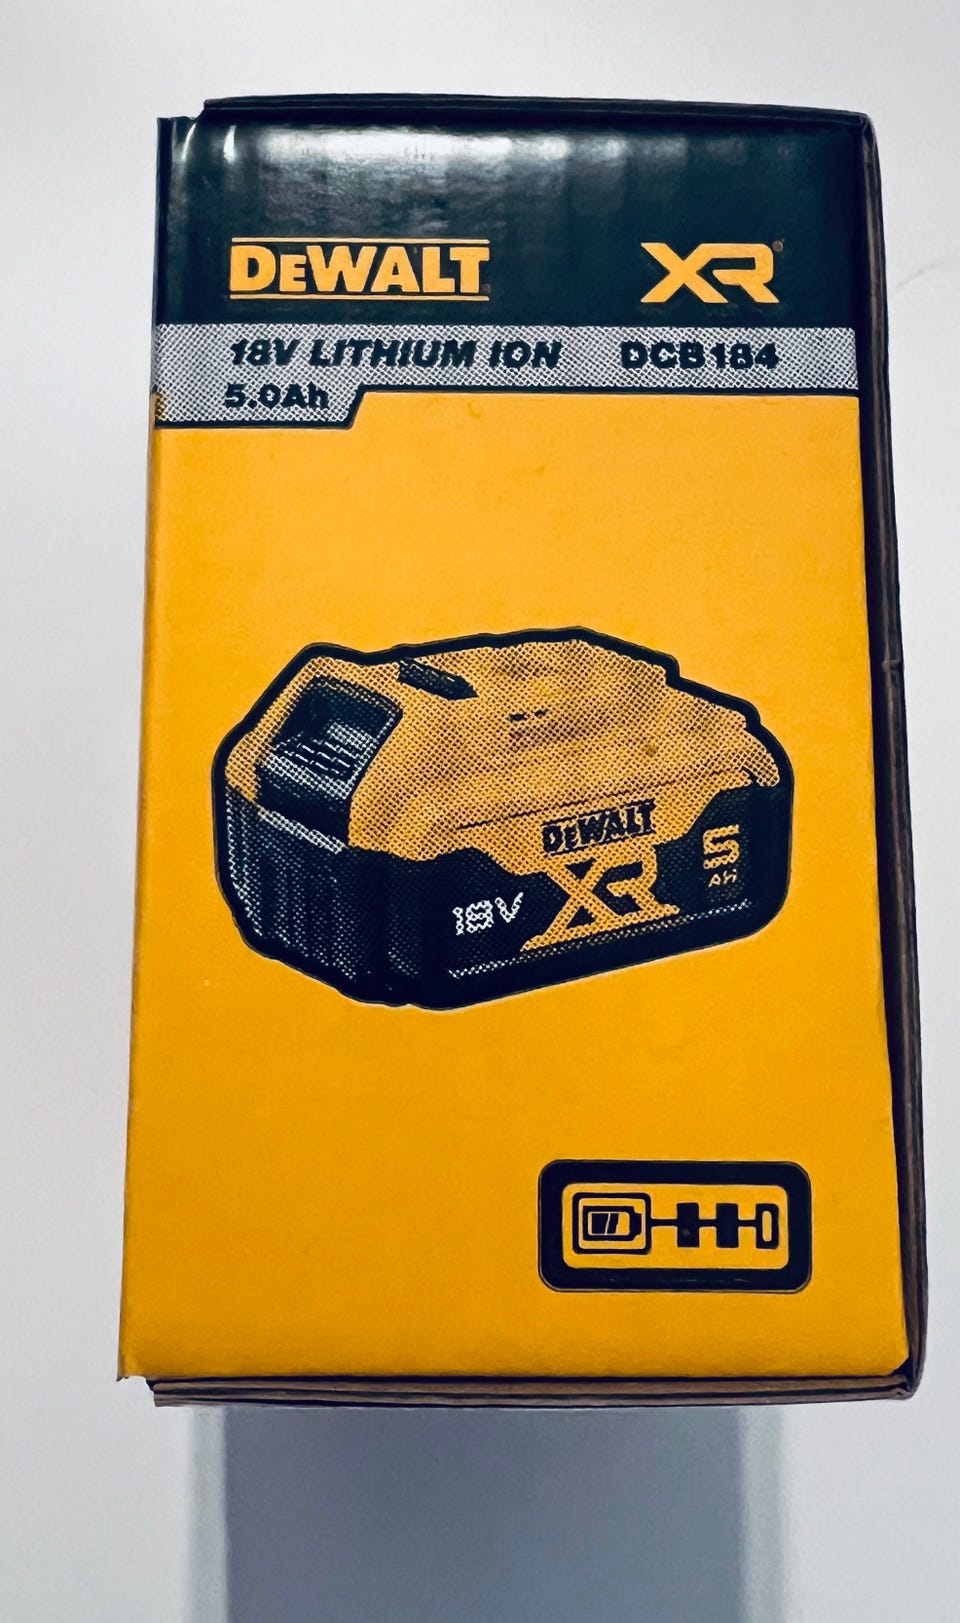 DEWALT XR®
18V LITHIUM ION DCB184
5.0Ah
DEWALT
XR
18V
5
Ah